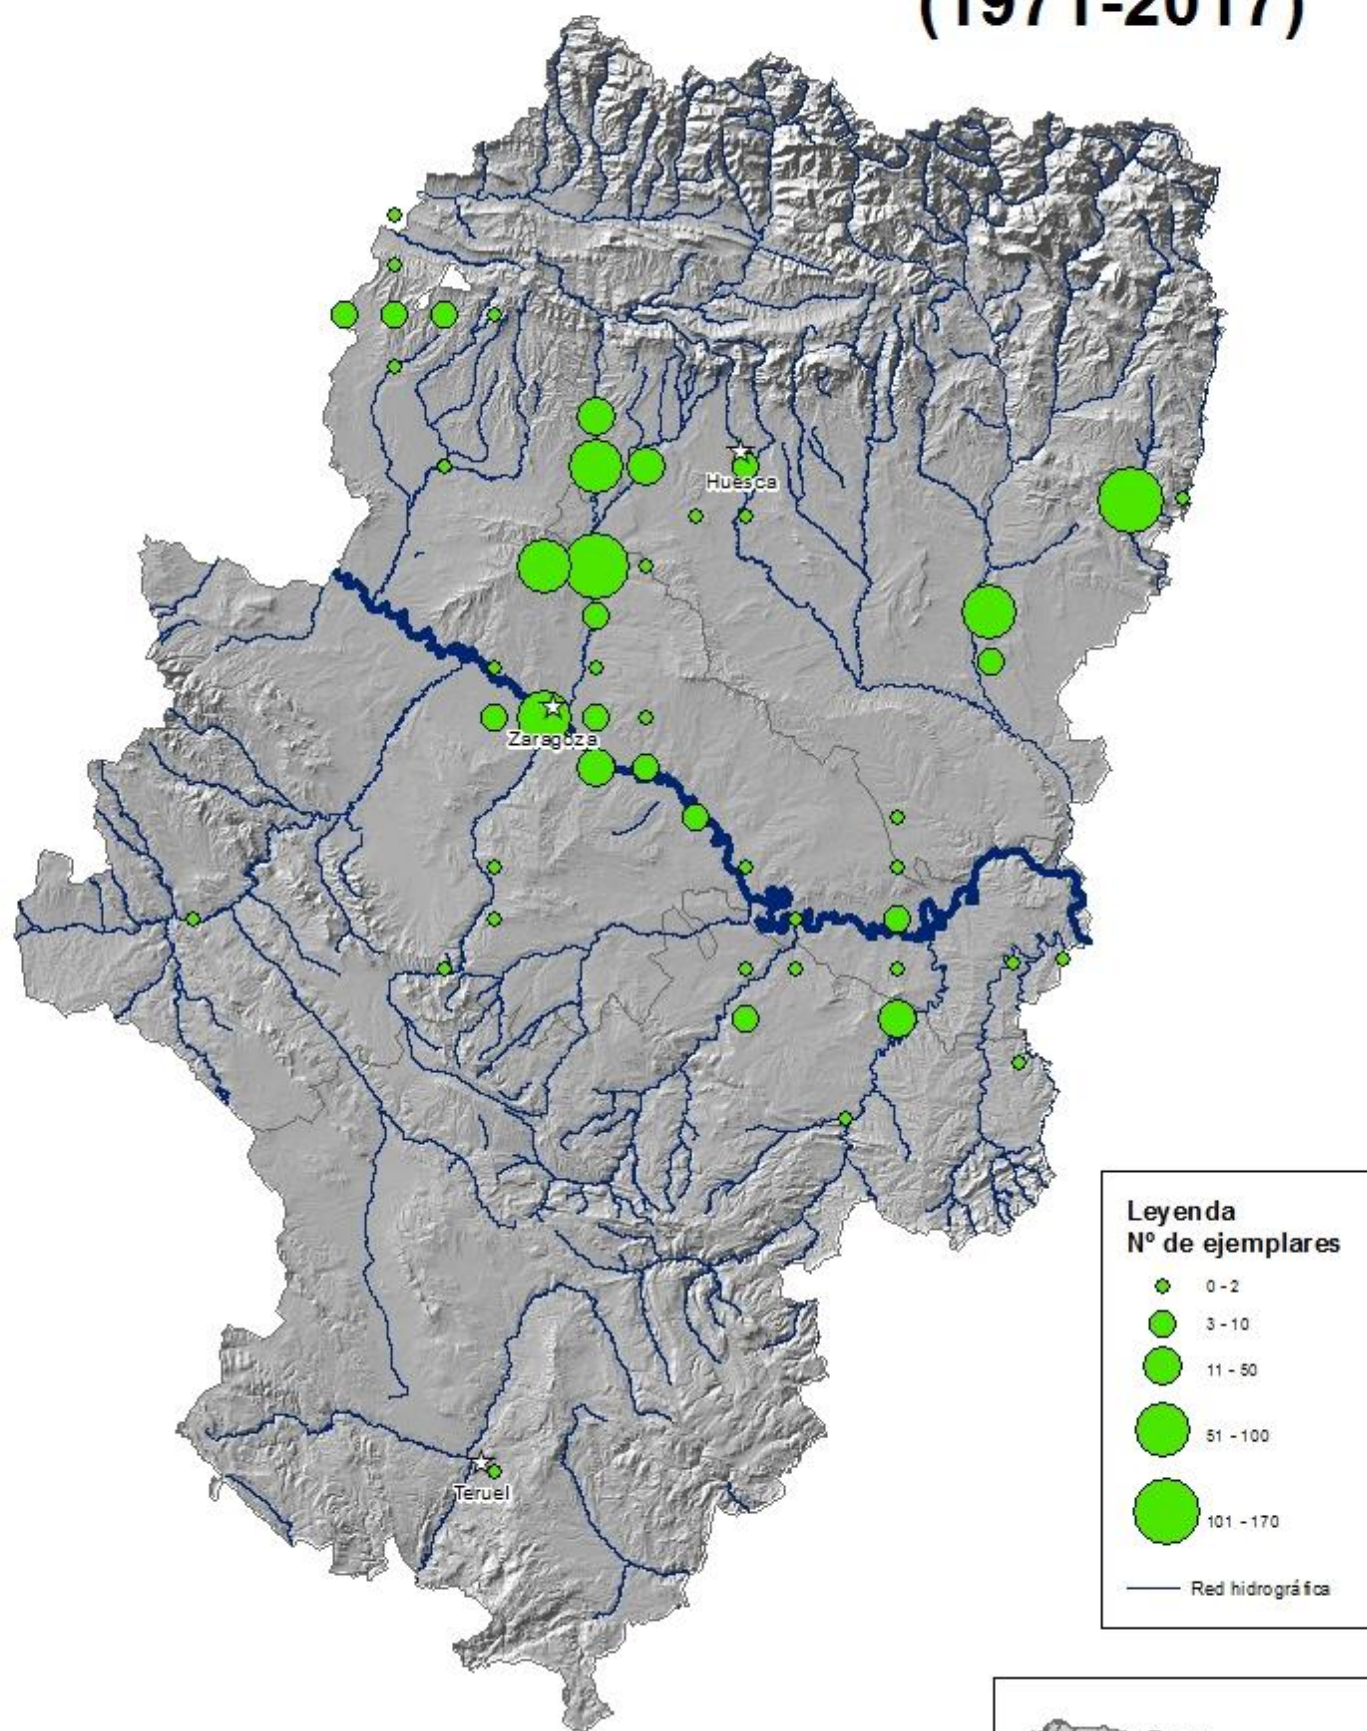 (1971-2017)
Huesca
Zaragoza
Teruel
Leyenda
Nº de ejemplares
0 - 2
3 - 10
11 - 50
51 - 100
101 - 170
Red hidrográfica